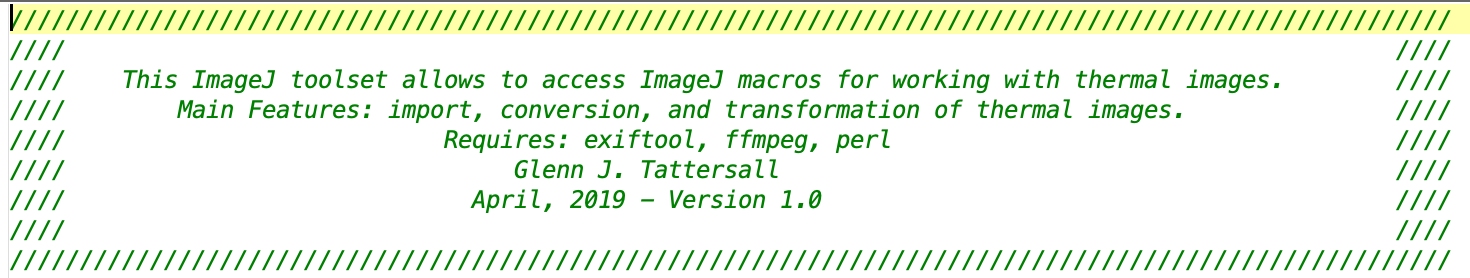 ///////////////////////////////////////////////////////////////////////////////////////////////////////
//// ////
//// This ImageJ toolset allows to access ImageJ macros for working with thermal images. ////
//// Main Features: import, conversion, and transformation of thermal images. ////
//// Requires: exiftool, ffmpeg, perl ////
//// Glenn J. Tattersall ////
//// April, 2019 – Version 1.0 ////
//// ////
///////////////////////////////////////////////////////////////////////////////////////////////////////